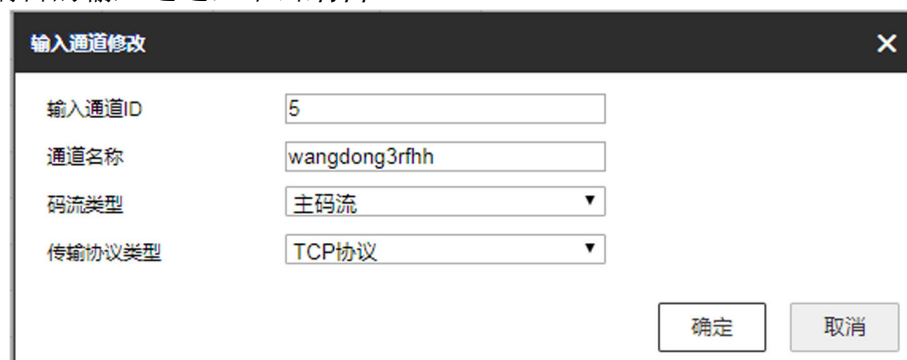 输入通道修改
输入通道ID 5
通道名称 wangdong3rfhh
码流类型 主码流
传输协议类型 TCP协议
确定 取消